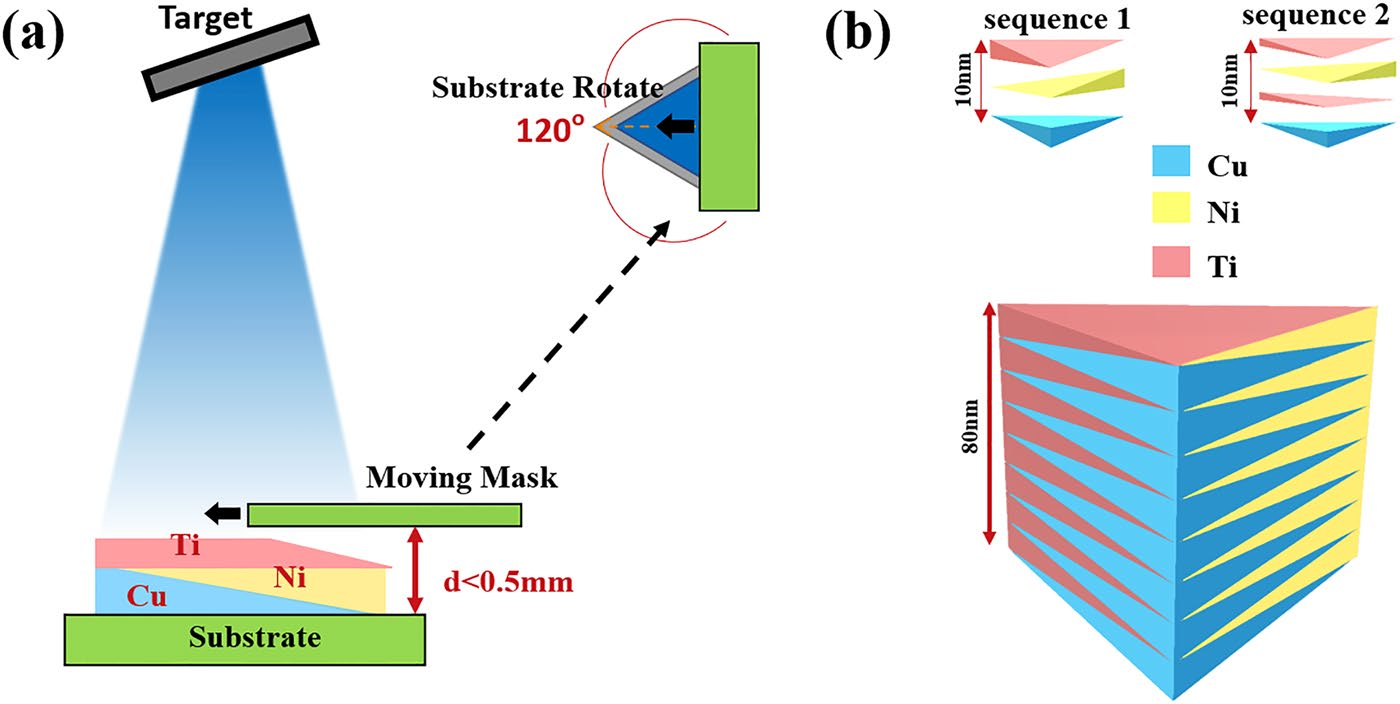 (a)
Target
Substrate Rotate
120°
Moving Mask
Ti
Ni
Cu
d<0.5mm
Substrate
(b)
sequence 1
sequence 2
10nm
10nm
Cu
Ni
Ti
80nm